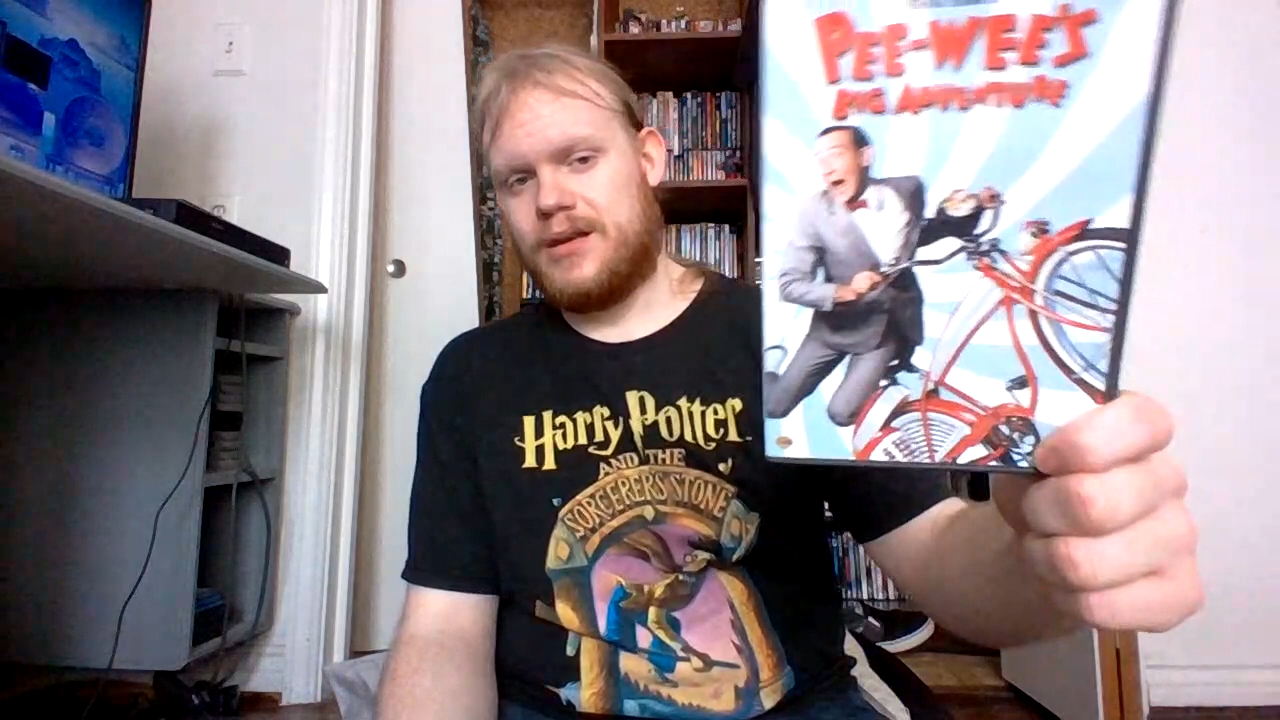 PEE-WEE'S
BIG ADVENTURE
Harry Potter
AND THE
SORCERER'S STONE